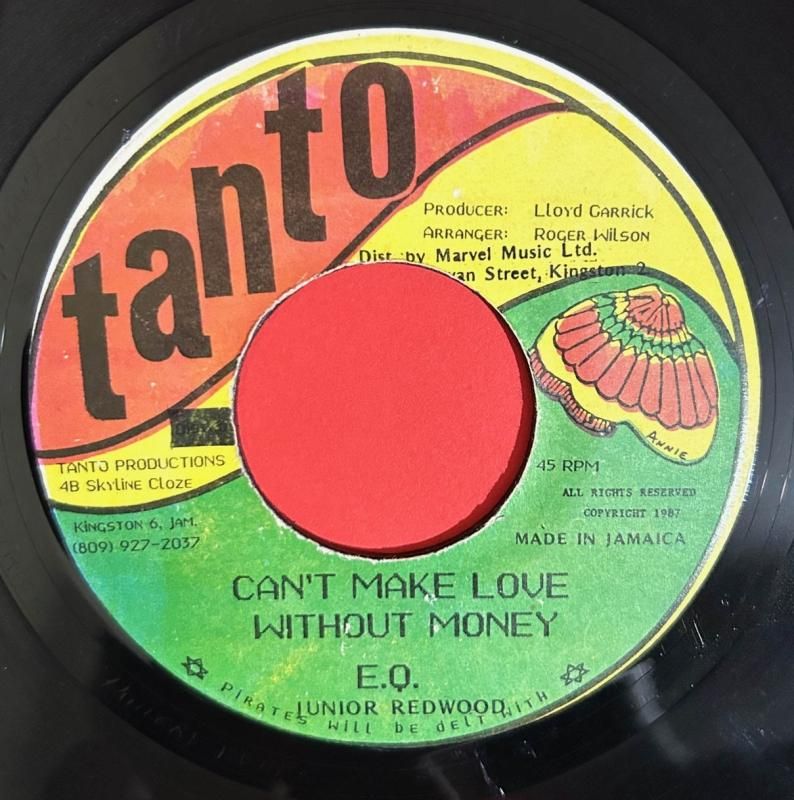 tanto
PRODUCER: LLOYD GARRICK
ARRANGER: ROGER WILSON
Dist. by Marvel Music Ltd.
Street, Kingston 2
ANNIE
TANTO PRODUCTIONS
4B SKYLINE CLOZE
KINGSTON 6, JAM.
(809) 927-2037
45 RPM
ALL RIGHTS RESERVED
COPYRIGHT 1987
MADE IN JAMAICA
CAN'T MAKE LOVE
WITHOUT MONEY
E.Q.
JUNIOR REDWOOD
PIRATES WILL BE DELT WITH